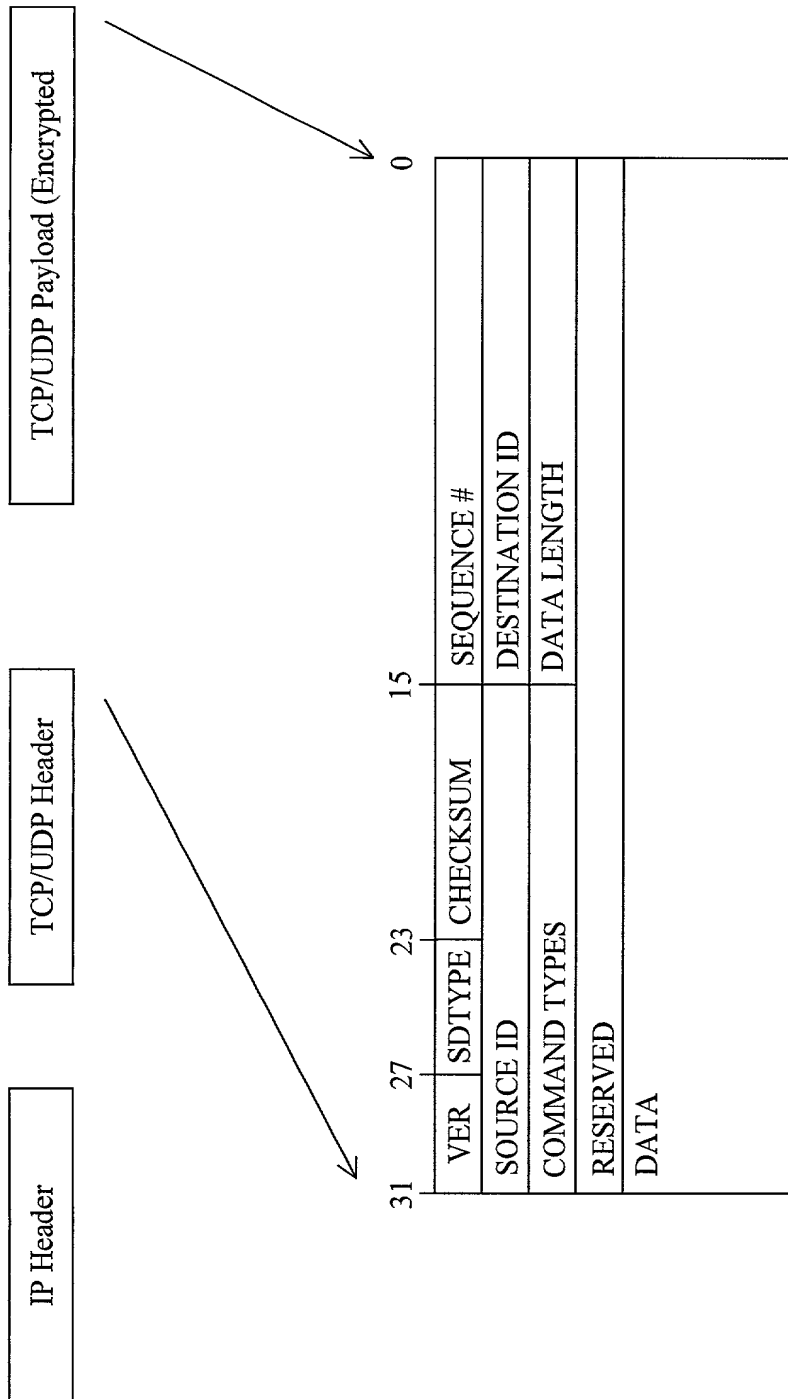 IP Header
TCP/UDP Header
TCP/UDP Payload (Encrypted
31
27
23
15
0
VER
SDTYPE
CHECKSUM
SEQUENCE #
SOURCE ID
DESTINATION ID
COMMAND TYPES
DATA LENGTH
RESERVED
DATA